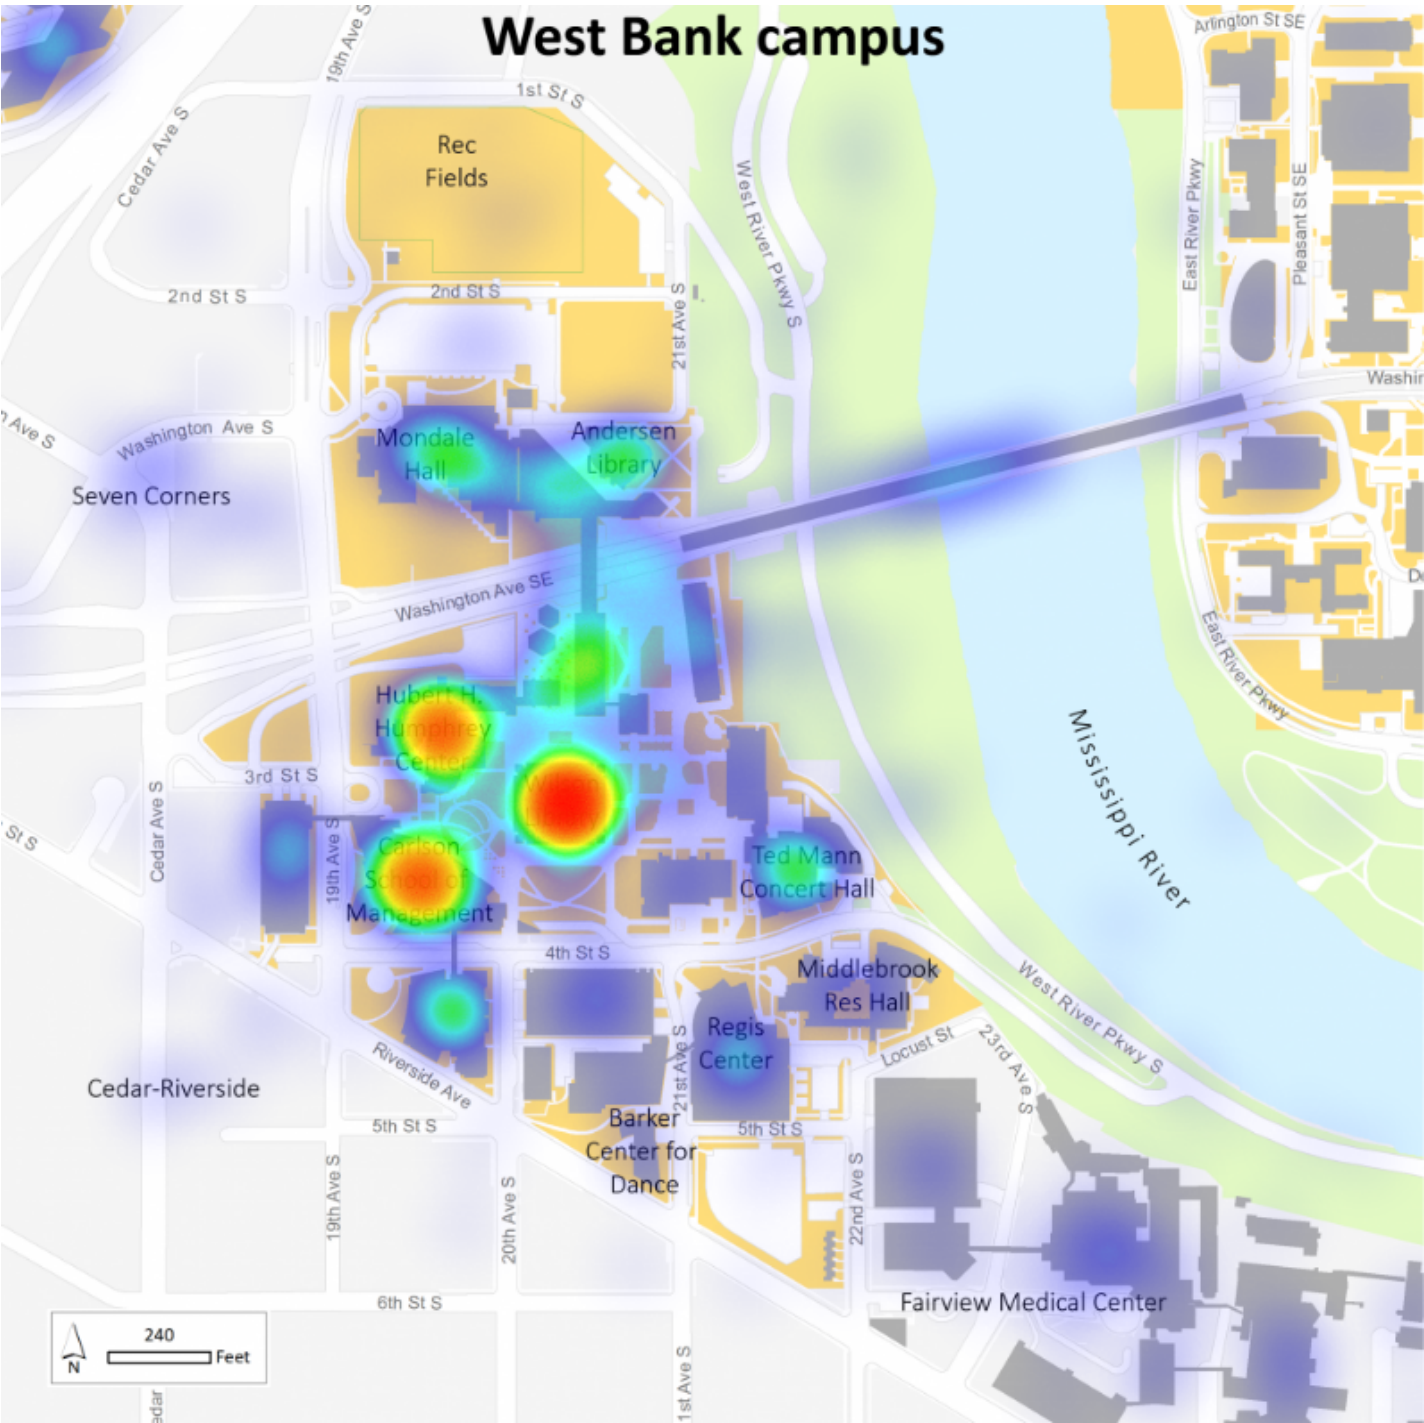 West Bank campus
Arlington St SE
19th Ave S
1st St S
Cedar Ave S
Rec
Fields
West River Pkwy S
East River Pkwy
Pleasant St SE
2nd St S
2nd St S
21st Ave S
Washir
n Ave S
Washington Ave S
Mondale
Hall
Andersen
Library
Seven Corners
Washington Ave SE
East River Pkwy
Hubert H.
Humphrey
Center
Mississippi River
3rd St S
St S
Cedar Ave S
19th Ave S
Carlson
School of
Management
Ted Mann
Concert Hall
4th St S
Middlebrook
Res Hall
West River Pkwy S
Regis
Center
21st Ave S
Locust St
23rd Ave S
Riverside Ave
Cedar-Riverside
5th St S
Barker
Center for
Dance
5th St S
19th Ave S
20th Ave S
22nd Ave S
6th St S
Fairview Medical Center
240
Feet
N
1st Ave S
edar